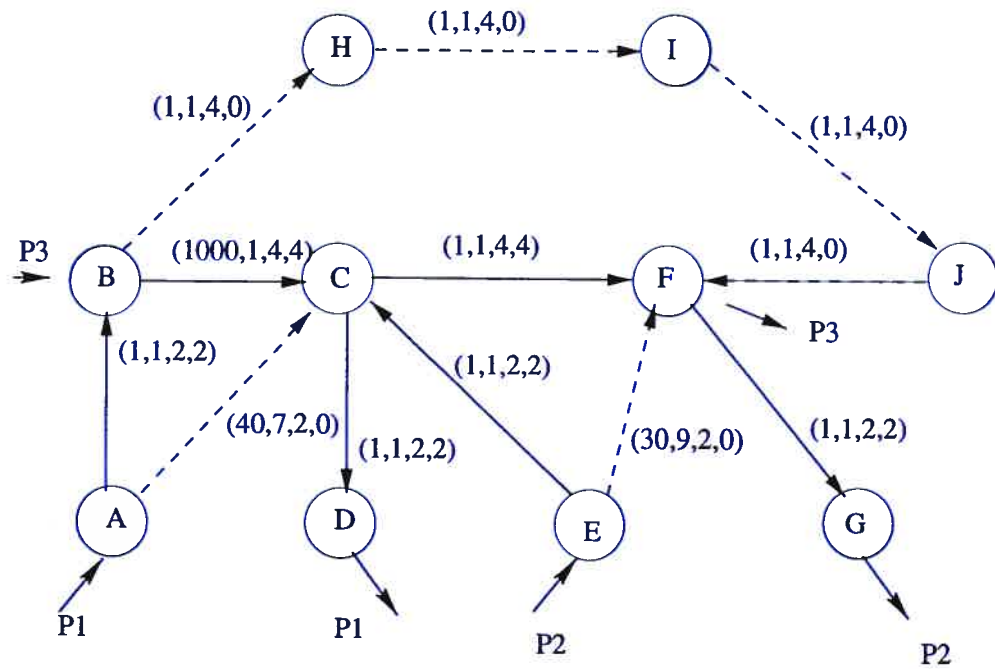 (1,1,4,0)
H
I
(1,1,4,0)
(1,1,4,0)
P3
(1000,1,4,4)
(1,1,4,4)
(1,1,4,0)
B
C
F
J
P3
(1,1,2,2)
(1,1,2,2)
(40,7,2,0)
(1,1,2,2)
(30,9,2,0)
(1,1,2,2)
A
D
E
G
P1
P1
P2
P2